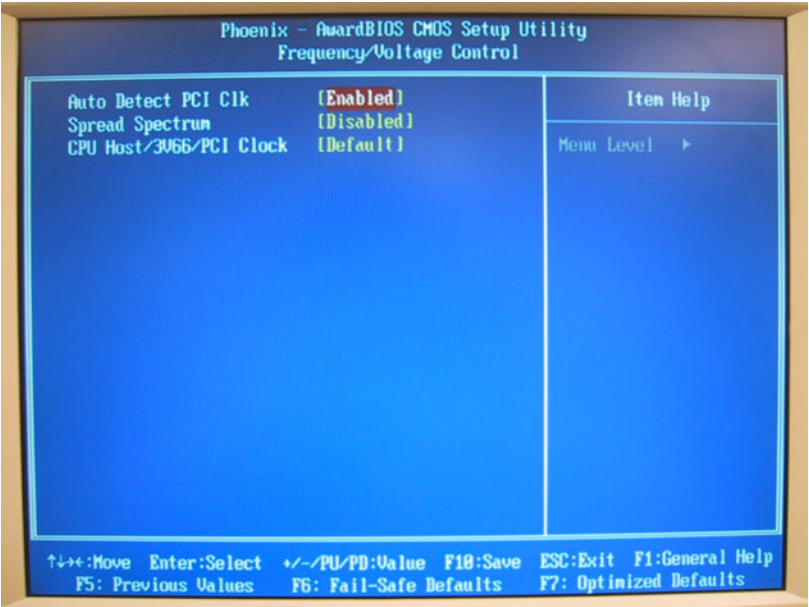 Phoenix - AwardBIOS CMOS Setup Utility
Frequency/Voltage Control
Auto Detect PCI Clk [Enabled]
Spread Spectrum [Disabled]
CPU Host/3V66/PCI Clock [Default]
Item Help
Menu Level ►
↑↓→←:Move Enter:Select +/-/PU/PD:Value F10:Save ESC:Exit F1:General Help
F5: Previous Values F6: Fail-Safe Defaults F7: Optimized Defaults